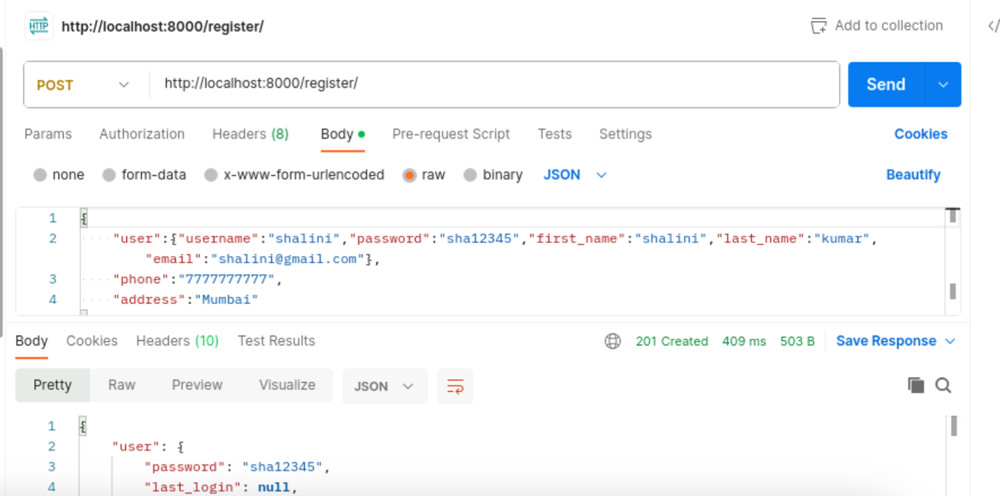 HTTP http://localhost:8000/register/ Add to collection </
POST http://localhost:8000/register/ Send
Params Authorization Headers (8) Body Pre-request Script Tests Settings Cookies
none form-data x-www-form-urlencoded raw binary JSON Beautify
1 {
2 "user":{"username":"shalini","password":"sha12345","first_name":"shalini","last_name":"kumar",
"email":"shalini@gmail.com"},
3 "phone":"7777777777",
4 "address":"Mumbai"
Body Cookies Headers (10) Test Results 201 Created 409 ms 503 B Save Response
Pretty Raw Preview Visualize JSON
1 {
2 "user": {
3 "password": "sha12345",
4 "last_login": null,